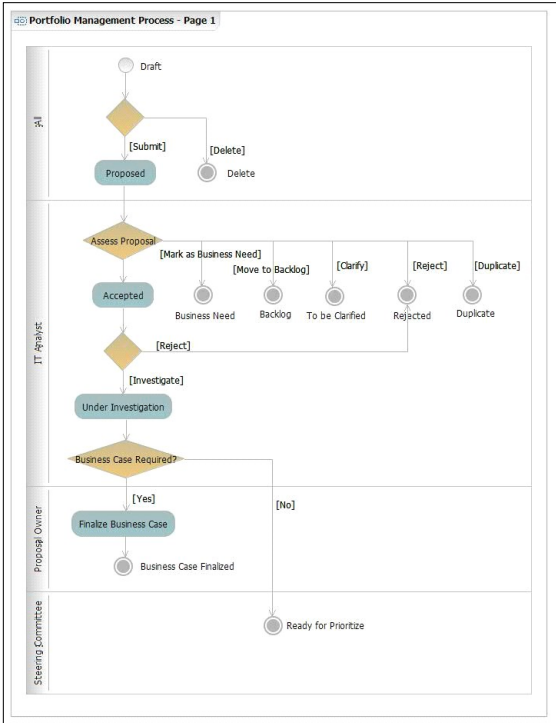 Portfolio Management Process - Page 1
:All
Draft
[Submit]
[Delete]
Proposed
Delete
IT Analyst
Assess Proposal
[Mark as Business Need]
[Move to Backlog]
[Clarify]
[Reject]
[Duplicate]
Accepted
Business Need
Backlog
To be Clarified
Rejected
Duplicate
[Reject]
[Investigate]
Under Investigation
Business Case Required?
[Yes]
[No]
Proposal Owner
Finalize Business Case
Business Case Finalized
Steering Committee
Ready for Prioritize